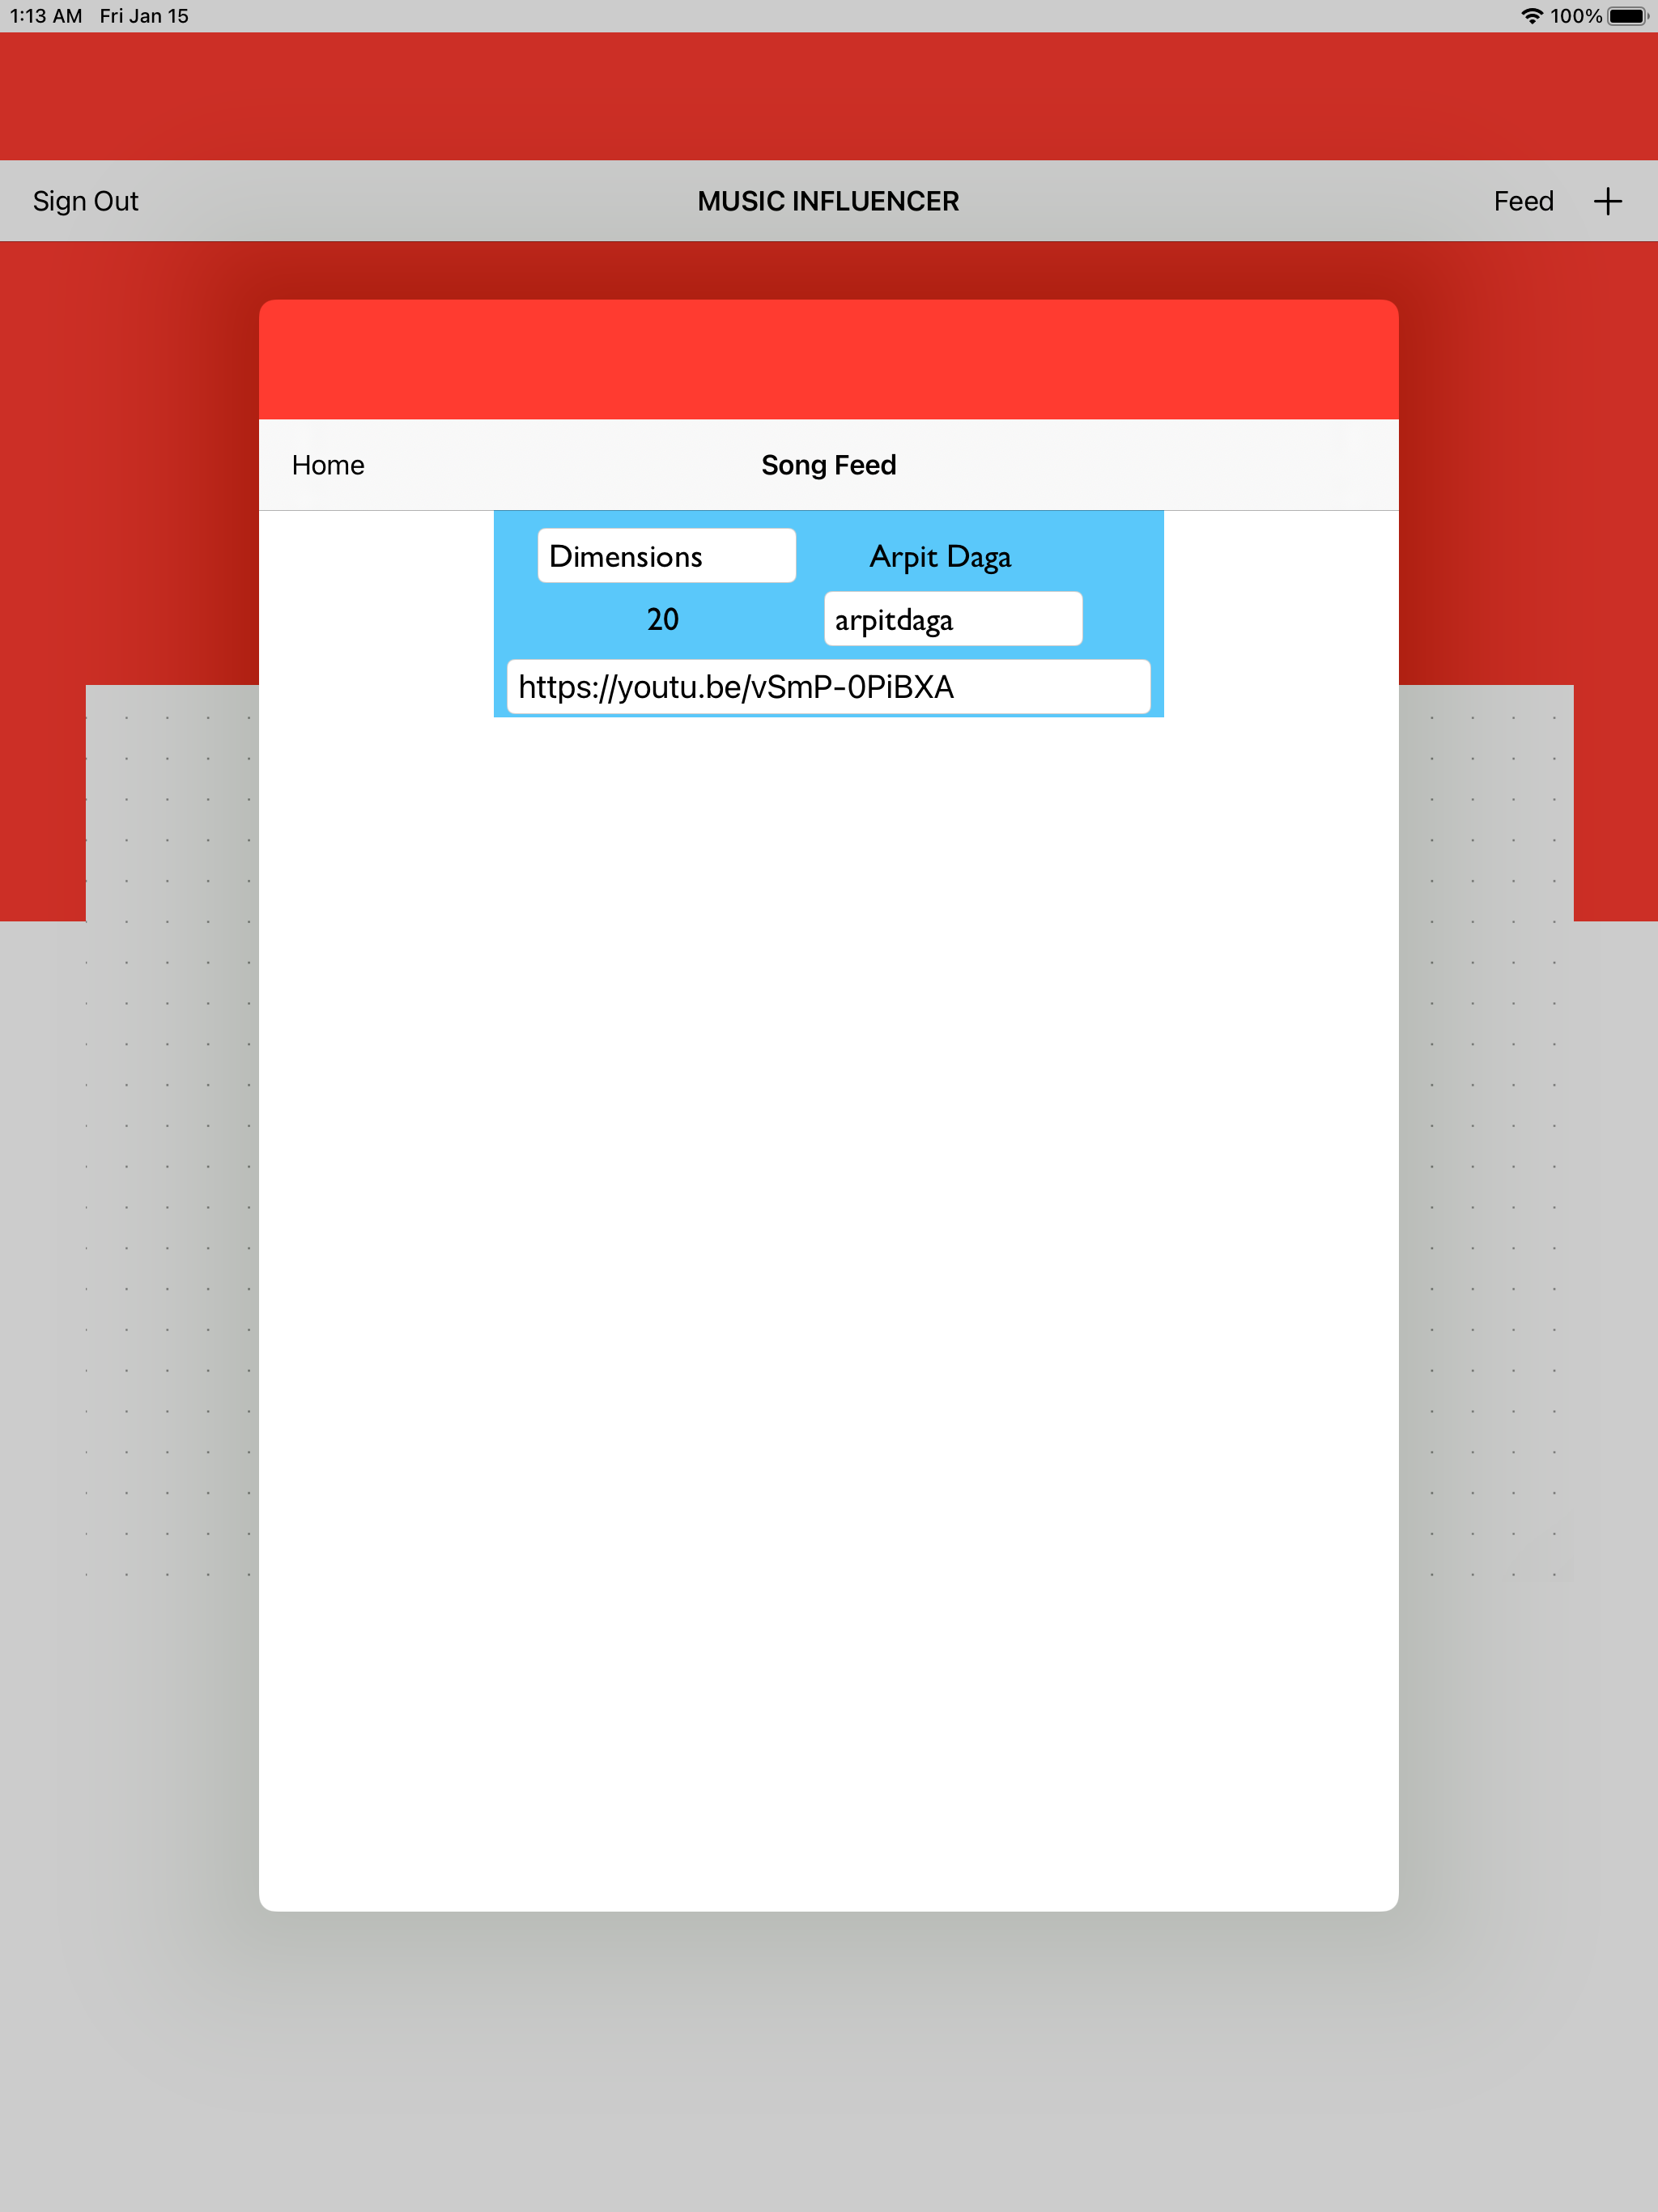 1:13 AM Fri Jan 15 100%
Sign Out MUSIC INFLUENCER Feed +
Home Song Feed
Dimensions Arpit Daga
20 arpitdaga
https://youtu.be/vSmP-0PiBXA